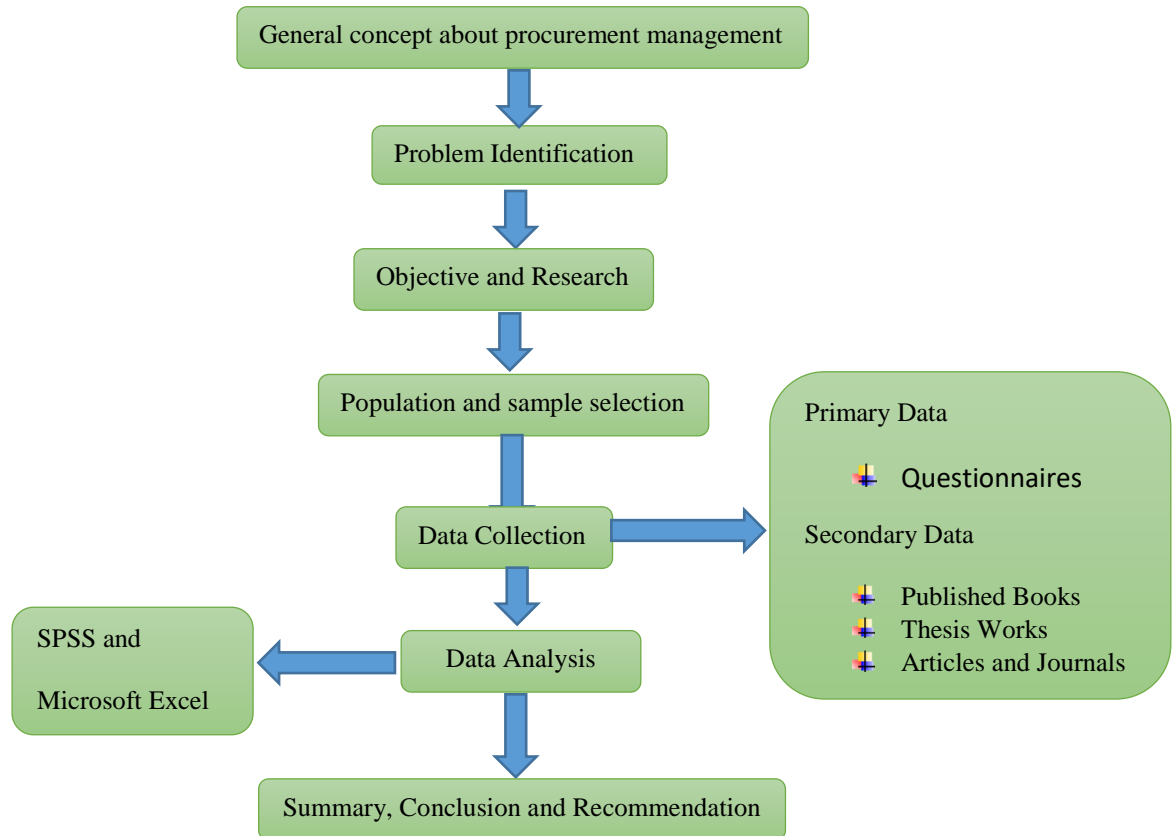 General concept about procurement management
Problem Identification
Objective and Research
Population and sample selection
Data Collection
Primary Data
Questionnaires
Secondary Data
Published Books
Thesis Works
Articles and Journals
Data Analysis
SPSS and
Microsoft Excel
Summary, Conclusion and Recommendation